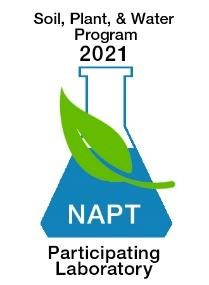 Soil, Plant, & Water
Program
2021
NAPT
Participating
Laboratory